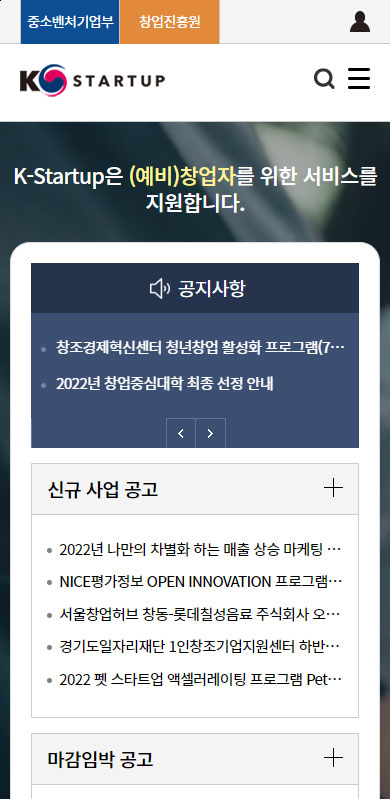 중소벤처기업부
창업진흥원
K STARTUP
K-Startup은 (예비)창업자를 위한 서비스를
지원합니다.
공지사항
창조경제혁신센터 청년창업 활성화 프로그램(7…
2022년 창업중심대학 최종 선정 안내
신규 사업 공고
2022년 나만의 차별화 하는 매출 상승 마케팅 …
NICE평가정보 OPEN INNOVATION 프로그램…
서울창업허브 창동-롯데칠성음료 주식회사 오…
경기도일자리재단 1인창조기업지원센터 하반…
2022 펫 스타트업 액셀러레이팅 프로그램 Pet…
마감임박 공고